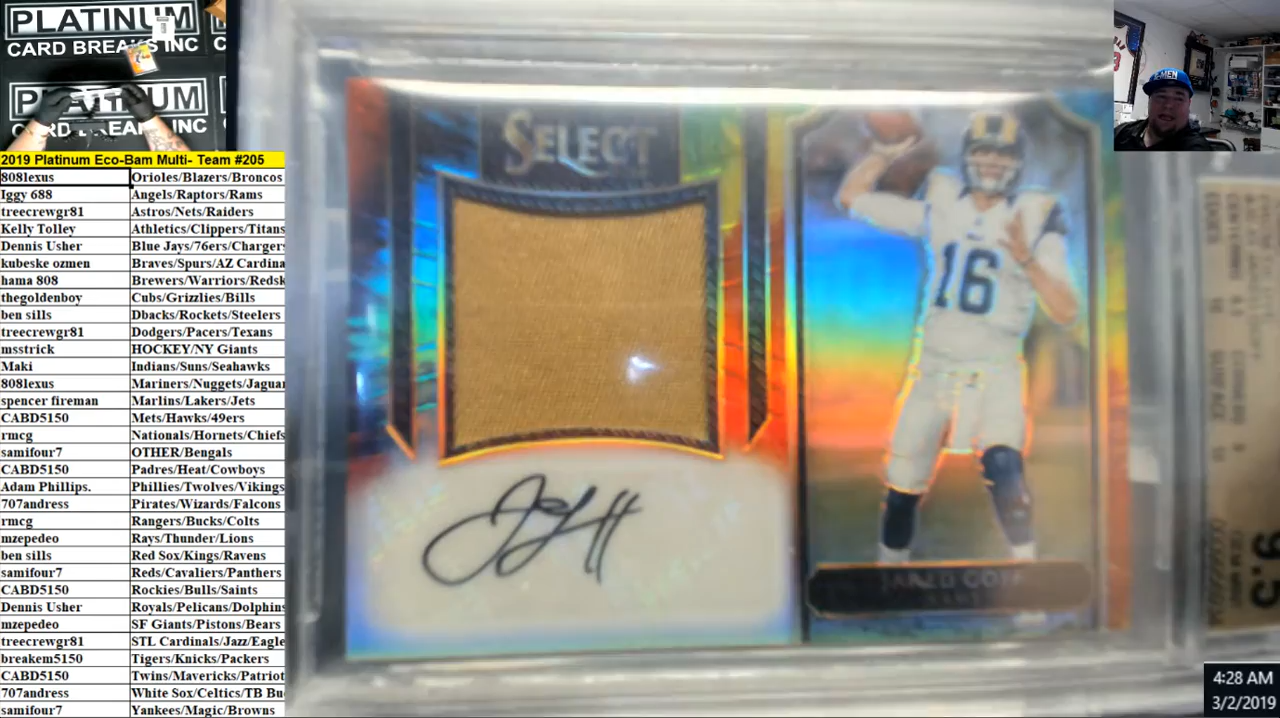 PLATINUM
CARD BREAKS INC
PLATINUM
CARD BREAKS INC
2019 Platinum Eco-Bam Multi- Team #205
808lexus Orioles/Blazers/Broncos
Iggy 688 Angels/Raptors/Rams
treecrewgr81 Astros/Nets/Raiders
Kelly Tolley Athletics/Clippers/Titans
Dennis Usher Blue Jays/76ers/Charger
kubeske ozmen Braves/Spurs/AZ Cardina
hama 808 Brewers/Warriors/Redsk
thegoldenboy Cubs/Grizzlies/Bills
ben sills Dbacks/Rockets/Steelers
treecrewgr81 Dodgers/Pacers/Texans
msstrick HOCKEY/NY Giants
Maki Indians/Suns/Seahawks
808lexus Mariners/Nuggets/Jaguar
spencer fireman Marlins/Lakers/Jets
CABD5150 Mets/Hawks/49ers
rmcg Nationals/Hornets/Chiefs
samifour7 OTHER/Bengals
CABD5150 Padres/Heat/Cowboys
Adam Phillips. Phillies/Twolves/Vikings
707andress Pirates/Wizards/Falcons
rmcg Rangers/Bucks/Colts
mzepedeo Rays/Thunder/Lions
ben sills Red Sox/Kings/Ravens
samifour7 Reds/Cavaliers/Panthers
CABD5150 Rockies/Bulls/Saints
Dennis Usher Royals/Pelicans/Dolphins
mzepedeo SF Giants/Pistons/Bears
treecrewgr81 STL Cardinals/Jazz/Eagle
breakem5150 Tigers/Knicks/Packers
CABD5150 Twins/Mavericks/Patriot
707andress White Sox/Celtics/TB Bu
samifour7 Yankees/Magic/Browns
SELECT
16
JARED GOFF
9.5
4:28 AM
3/2/2019